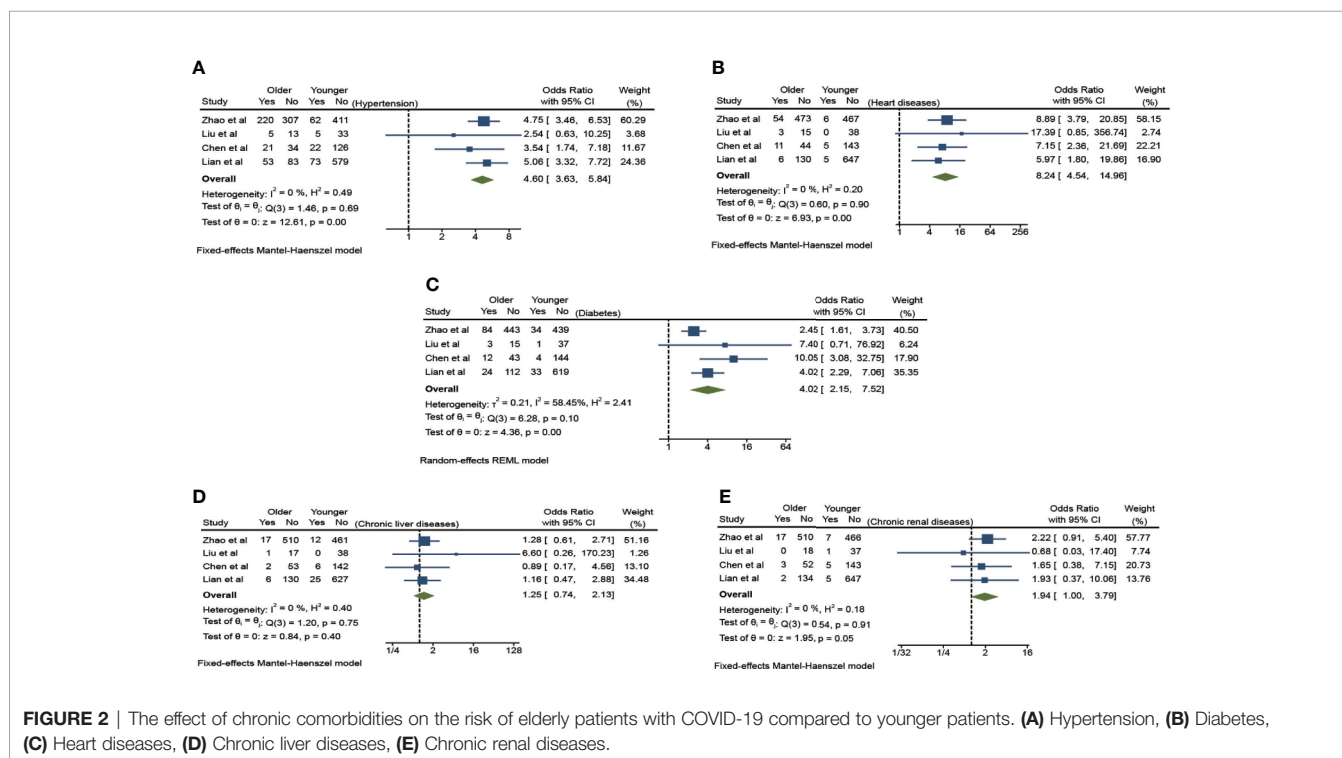 A
Older Younger Odds Ratio Weight
Study Yes No Yes No (Hypertension) with 95% CI (%)
Zhao et al 220 307 62 411 4.75 [ 3.46, 6.53] 60.29
Liu et al 5 13 5 33 2.54 [ 0.63, 10.25] 3.68
Chen et al 21 34 22 126 3.54 [ 1.74, 7.18] 11.67
Lian et al 53 83 73 579 5.06 [ 3.32, 7.72] 24.36
Overall 4.60 [ 3.63, 5.84]
Heterogeneity: I² = 0 %, H² = 0.49
Test of θᵢ = θⱼ: Q(3) = 1.46, p = 0.69
Test of θ = 0: z = 12.61, p = 0.00
1 2 4 8
Fixed-effects Mantel-Haenszel model
B
Older Younger Odds Ratio Weight
Study Yes No Yes No (Heart diseases) with 95% CI (%)
Zhao et al 54 473 6 467 8.89 [ 3.79, 20.85] 58.15
Liu et al 3 15 0 38 17.39 [ 0.85, 356.74] 2.74
Chen et al 11 44 5 143 7.15 [ 2.36, 21.69] 22.21
Lian et al 6 130 5 647 5.97 [ 1.80, 19.86] 16.90
Overall 8.24 [ 4.54, 14.96]
Heterogeneity: I² = 0 %, H² = 0.20
Test of θᵢ = θⱼ: Q(3) = 0.60, p = 0.90
Test of θ = 0: z = 6.93, p = 0.00
1 4 16 64 256
Fixed-effects Mantel-Haenszel model
C
Older Younger Odds Ratio Weight
Study Yes No Yes No (Diabetes) with 95% CI (%)
Zhao et al 84 443 34 439 2.45 [ 1.61, 3.73] 40.50
Liu et al 3 15 1 37 7.40 [ 0.71, 76.92] 6.24
Chen et al 12 43 4 144 10.05 [ 3.08, 32.75] 17.90
Lian et al 24 112 33 619 4.02 [ 2.29, 7.06] 35.35
Overall 4.02 [ 2.15, 7.52]
Heterogeneity: τ² = 0.21, I² = 58.45%, H² = 2.41
Test of θᵢ = θⱼ: Q(3) = 6.28, p = 0.10
Test of θ = 0: z = 4.36, p = 0.00
1 4 16 64
Random-effects REML model
D
Older Younger Odds Ratio Weight
Study Yes No Yes No (Chronic liver diseases) with 95% CI (%)
Zhao et al 17 510 12 461 1.28 [ 0.61, 2.71] 51.16
Liu et al 1 17 0 38 6.60 [ 0.26, 170.23] 1.26
Chen et al 2 53 6 142 0.89 [ 0.17, 4.56] 13.10
Lian et al 6 130 25 627 1.16 [ 0.47, 2.88] 34.48
Overall 1.25 [ 0.74, 2.13]
Heterogeneity: I² = 0 %, H² = 0.40
Test of θᵢ = θⱼ: Q(3) = 1.20, p = 0.75
Test of θ = 0: z = 0.84, p = 0.40
1/4 2 16 128
Fixed-effects Mantel-Haenszel model
E
Older Younger Odds Ratio Weight
Study Yes No Yes No (Chronic renal diseases) with 95% CI (%)
Zhao et al 17 510 7 466 2.22 [ 0.91, 5.40] 57.77
Liu et al 0 18 1 37 0.68 [ 0.03, 17.40] 7.74
Chen et al 3 52 5 143 1.65 [ 0.38, 7.15] 20.73
Lian et al 2 134 5 647 1.93 [ 0.37, 10.06] 13.76
Overall 1.94 [ 1.00, 3.79]
Heterogeneity: I² = 0 %, H² = 0.18
Test of θᵢ = θⱼ: Q(3) = 0.54, p = 0.91
Test of θ = 0: z = 1.95, p = 0.05
1/32 1/4 2 16
Fixed-effects Mantel-Haenszel model
FIGURE 2 | The effect of chronic comorbidities on the risk of elderly patients with COVID-19 compared to younger patients. (A) Hypertension, (B) Diabetes,
(C) Heart diseases, (D) Chronic liver diseases, (E) Chronic renal diseases.